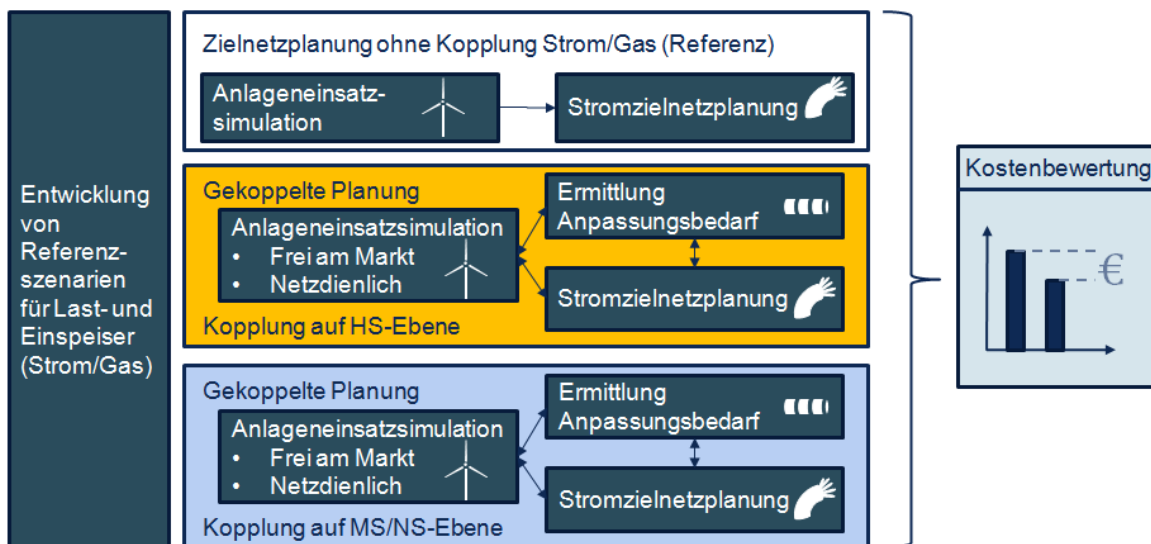 Entwicklung
von
Referenz-
szenarien
für Last- und
Einspeiser
(Strom/Gas)
Zielnetzplanung ohne Kopplung Strom/Gas (Referenz)
Anlageneinsatz-
simulation
Stromzielnetzplanung
Gekoppelte Planung
Anlageneinsatzsimulation
• Frei am Markt
• Netzdienlich
Ermittlung
Anpassungsbedarf
Stromzielnetzplanung
Kopplung auf HS-Ebene
Gekoppelte Planung
Anlageneinsatzsimulation
• Frei am Markt
• Netzdienlich
Ermittlung
Anpassungsbedarf
Stromzielnetzplanung
Kopplung auf MS/NS-Ebene
Kostenbewertung
€